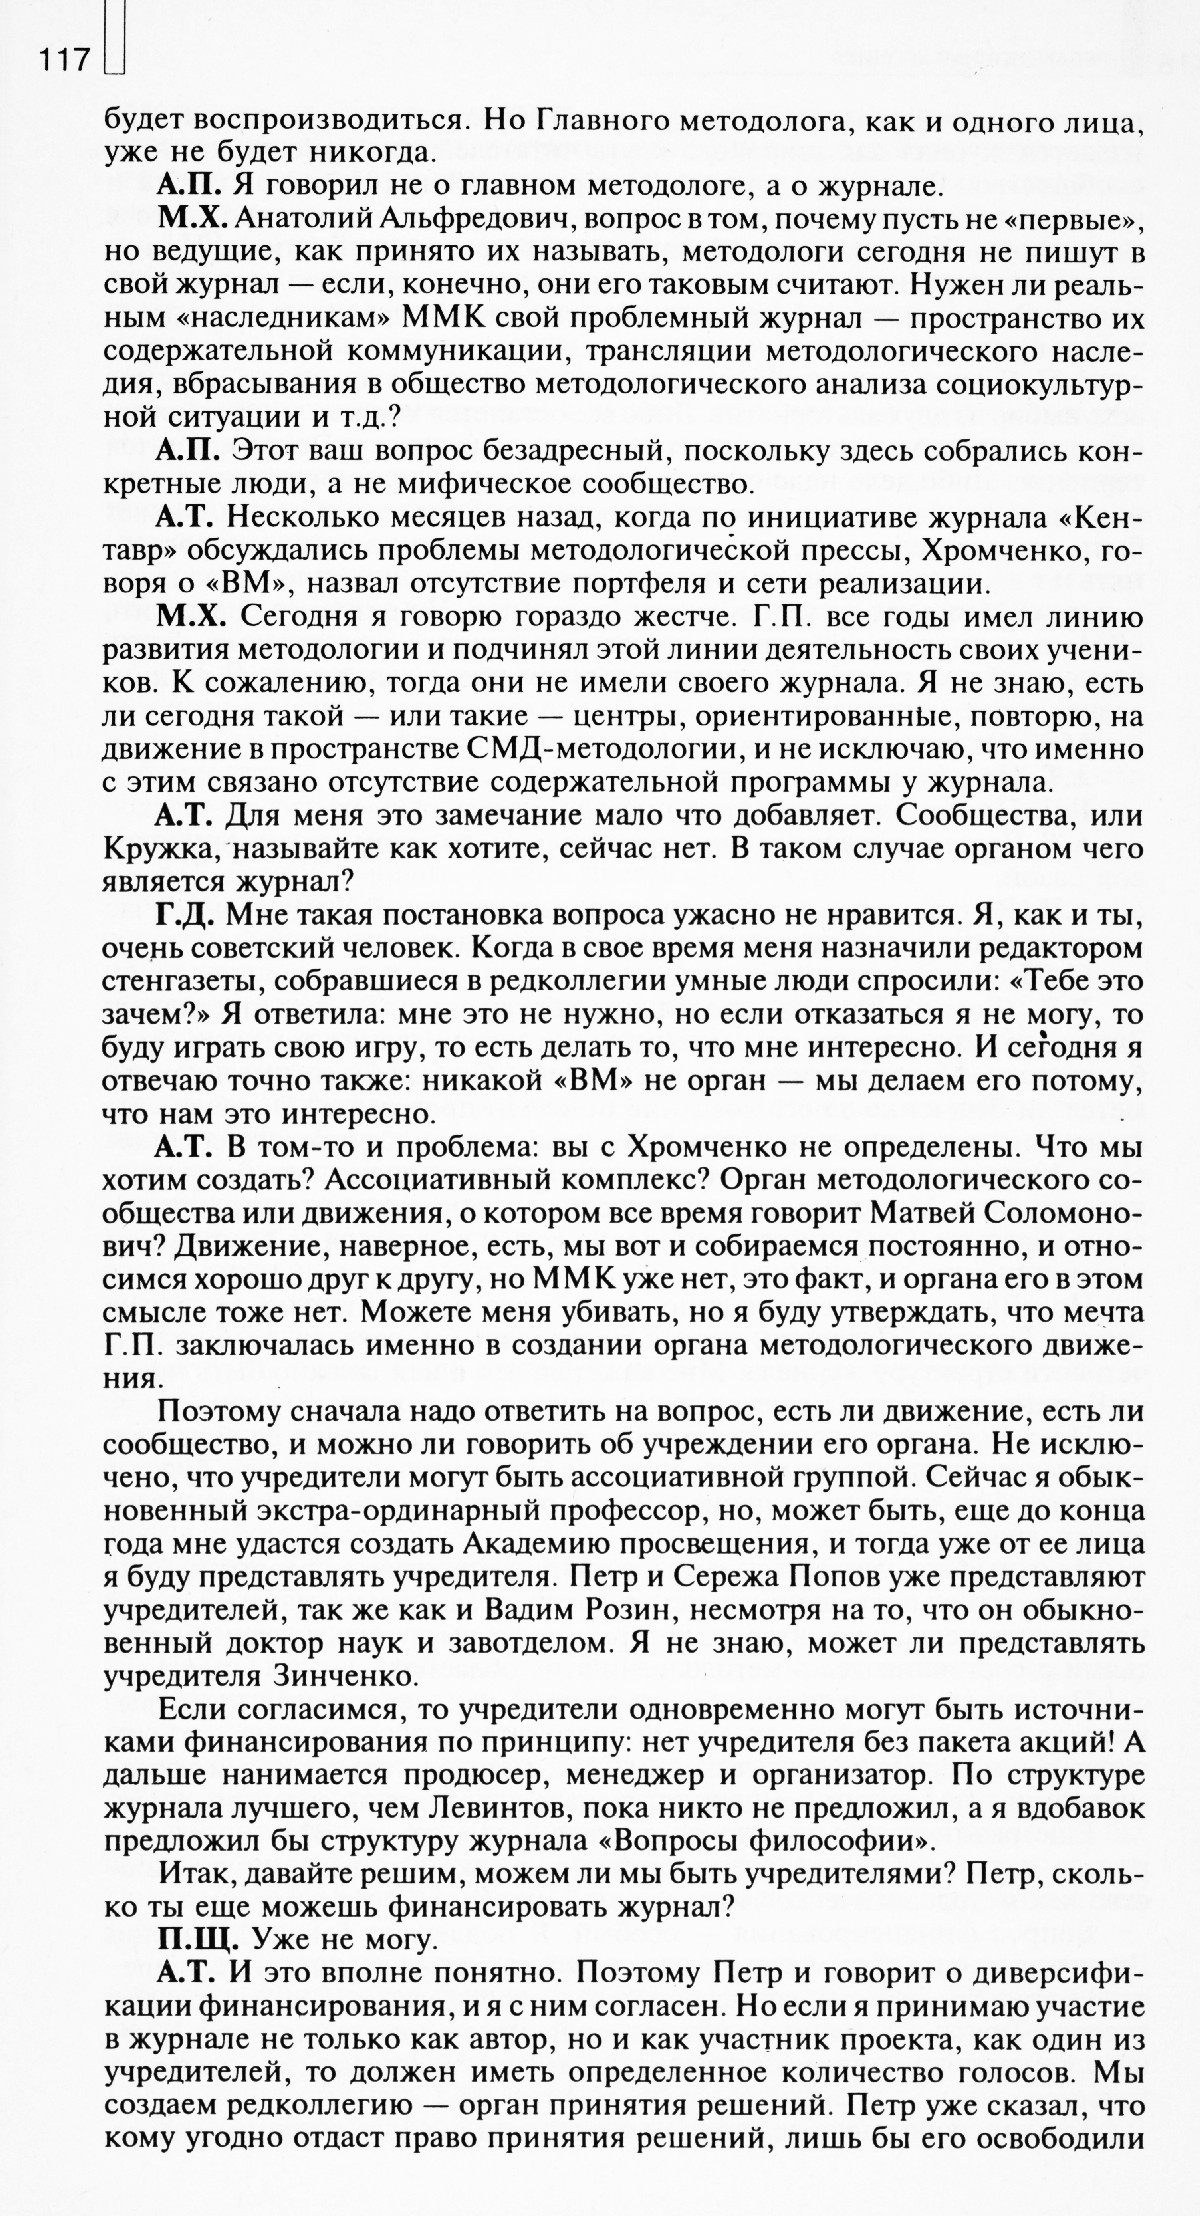 117
будет воспроизводиться. Но Главного методолога, как и одного лица,
уже не будет никогда.
А.П. Я говорил не о главном методологе, а о журнале.
М.Х. Анатолий Альфредович, вопрос в том, почему пусть не «первые»,
но ведущие, как принято их называть, методологи сегодня не пишут в
свой журнал — если, конечно, они его таковым считают. Нужен ли реаль-
ным «наследникам» ММК свой проблемный журнал — пространство их
содержательной коммуникации, трансляции методологического насле-
дия, вбрасывания в общество методологического анализа социокультур-
ной ситуации и т.д.?
А.П. Этот ваш вопрос безадресный, поскольку здесь собрались кон-
кретные люди, а не мифическое сообщество.
А.Т. Несколько месяцев назад, когда по инициативе журнала «Кен-
тавр» обсуждались проблемы методологической прессы, Хромченко, го-
воря о «ВМ», назвал отсутствие портфеля и сети реализации.
М.Х. Сегодня я говорю гораздо жестче. Г.П. все годы имел линию
развития методологии и подчинял этой линии деятельность своих учени-
ков. К сожалению, тогда они не имели своего журнала. Я не знаю, есть
ли сегодня такой — или такие — центры, ориентированные, повторю, на
движение в пространстве СМД-методологии, и не исключаю, что именно
с этим связано отсутствие содержательной программы у журнала.
А.Т. Для меня это замечание мало что добавляет. Сообщества, или
Кружка, называйте как хотите, сейчас нет. В таком случае органом чего
является журнал?
Г.Д. Мне такая постановка вопроса ужасно не нравится. Я, как и ты,
очень советский человек. Когда в свое время меня назначили редактором
стенгазеты, собравшиеся в редколлегии умные люди спросили: «Тебе это
зачем?» Я ответила: мне это не нужно, но если отказаться я не могу, то
буду играть свою игру, то есть делать то, что мне интересно. И сегодня я
отвечаю точно также: никакой «ВМ» не орган — мы делаем его потому,
что нам это интересно.
А.Т. В том-то и проблема: вы с Хромченко не определены. Что мы
хотим создать? Ассоциативный комплекс? Орган методологического со-
общества или движения, о котором все время говорит Матвей Соломоно-
вич? Движение, наверное, есть, мы вот и собираемся постоянно, и отно-
симся хорошо друг к другу, но ММК уже нет, это факт, и органа его в этом
смысле тоже нет. Можете меня убивать, но я буду утверждать, что мечта
Г.П. заключалась именно в создании органа методологического движе-
ния.
Поэтому сначала надо ответить на вопрос, есть ли движение, есть ли
сообщество, и можно ли говорить об учреждении его органа. Не исклю-
чено, что учредители могут быть ассоциативной группой. Сейчас я обык-
новенный экстра-ординарный профессор, но, может быть, еще до конца
года мне удастся создать Академию просвещения, и тогда уже от ее лица
я буду представлять учредителя. Петр и Сережа Попов уже представляют
учредителей, так же как и Вадим Розин, несмотря на то, что он обыкно-
венный доктор наук и завотделом. Я не знаю, может ли представлять
учредителя Зинченко.
Если согласимся, то учредители одновременно могут быть источни-
ками финансирования по принципу: нет учредителя без пакета акций! А
дальше нанимается продюсер, менеджер и организатор. По структуре
журнала лучшего, чем Левинтов, пока никто не предложил, а я вдобавок
предложил бы структуру журнала «Вопросы философии».
Итак, давайте решим, можем ли мы быть учредителями? Петр, сколь-
ко ты еще можешь финансировать журнал?
П.Щ. Уже не могу.
А.Т. И это вполне понятно. Поэтому Петр и говорит о диверсифи-
кации финансирования, и я с ним согласен. Но если я принимаю участие
в журнале не только как автор, но и как участник проекта, как один из
учредителей, то должен иметь определенное количество голосов. Мы
создаем редколлегию — орган принятия решений. Петр уже сказал, что
кому угодно отдаст право принятия решений, лишь бы его освободили